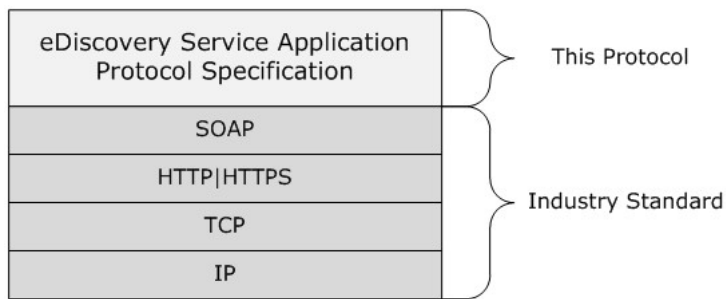 eDiscovery Service Application
Protocol Specification
This Protocol
SOAP
HTTP|HTTPS
TCP
IP
Industry Standard